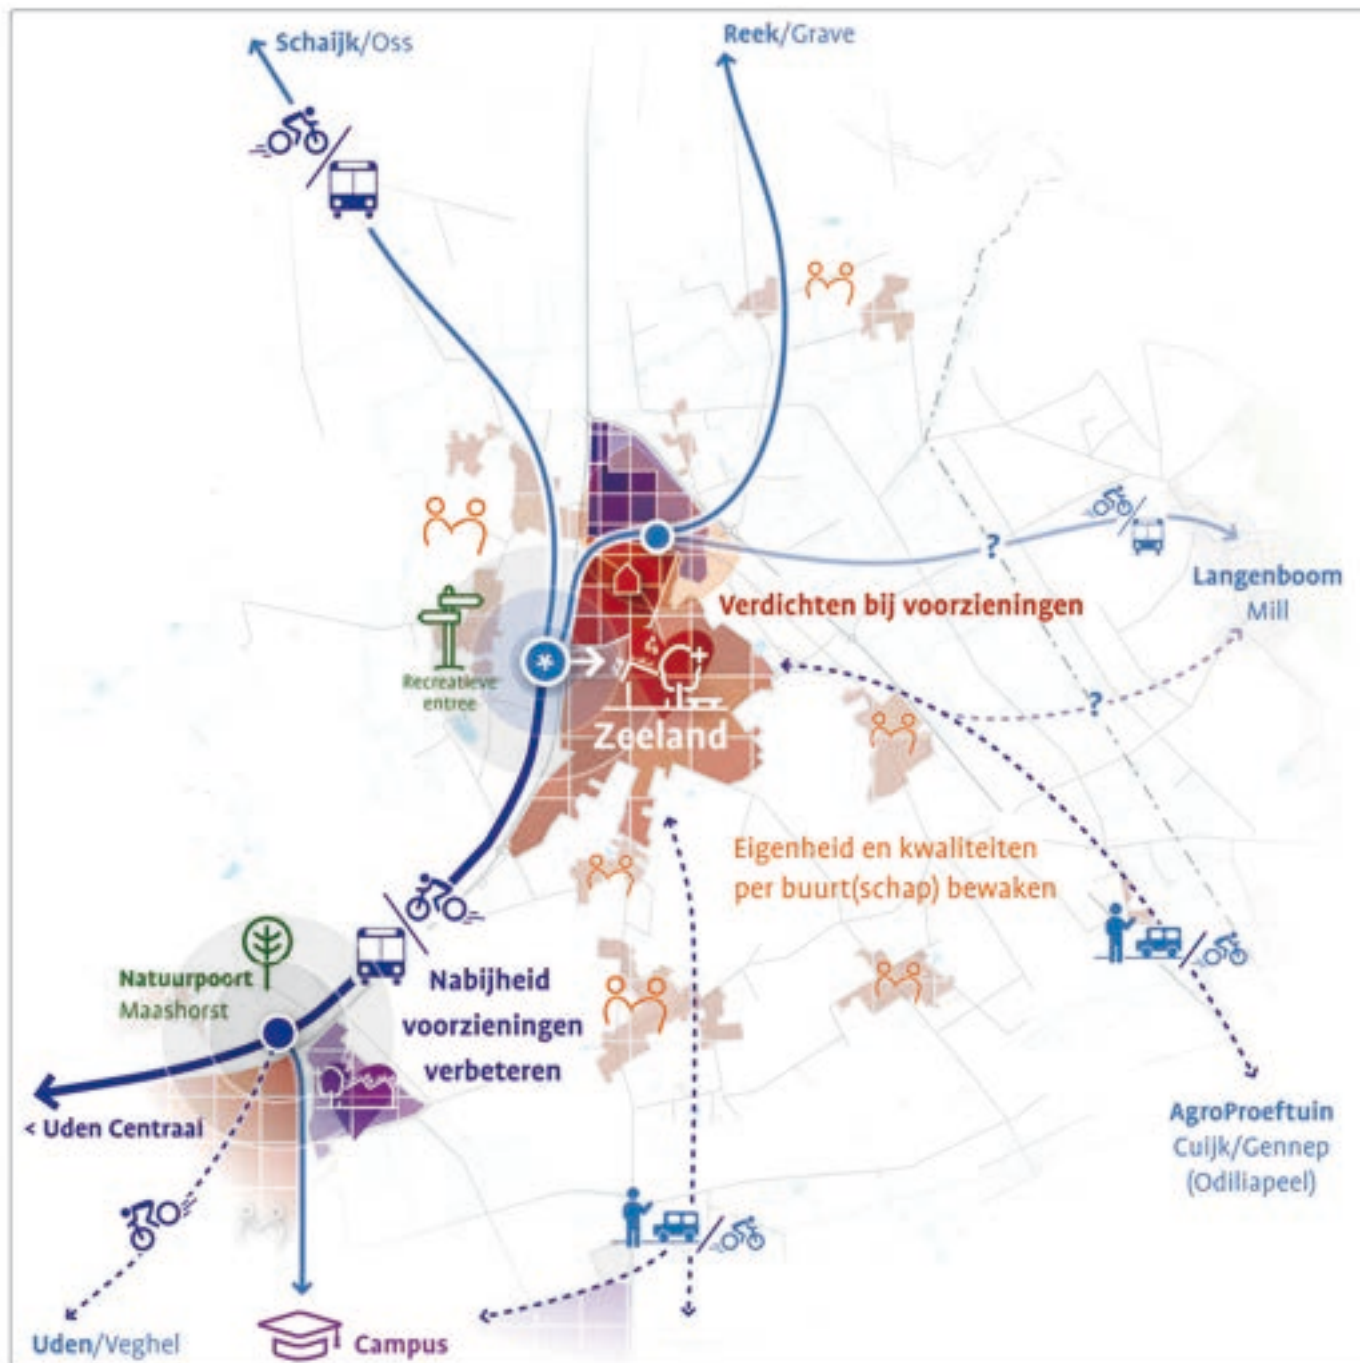 Schaijk/Oss
Reek/Grave
?
Langenboom
Mill
Verdichten bij voorzieningen
Recreatieve
entree
*
Zeeland
?
Eigenheid en kwaliteiten
per buurt(schap) bewaken
Natuurpoort
Maashorst
Nabijheid
voorzieningen
verbeteren
< Uden Centraal
AgroProeftuin
Cuijk/Gennep
(Odiliapeel)
Uden/Veghel
Campus